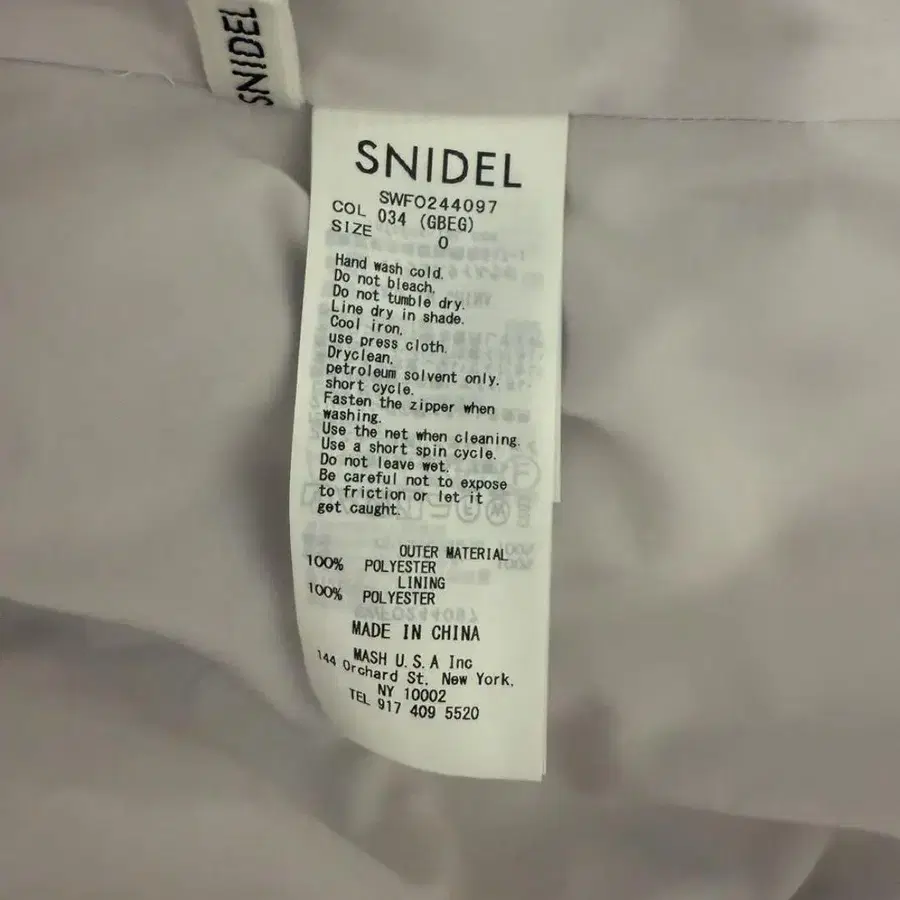 SNIDEL
SNIDEL
SWFO244097
COL 034 (GBEG)
SIZE 0
Hand wash cold.
Do not bleach.
Do not tumble dry.
Line dry in shade.
Cool iron,
use press cloth.
Dryclean,
petroleum solvent only.
short cycle.
Fasten the zipper when
washing.
Use the net when cleaning.
Use a short spin cycle.
Do not leave wet.
Be careful not to expose
to friction or let it
get caught.
OUTER MATERIAL
100% POLYESTER
LINING
100% POLYESTER
MADE IN CHINA
MASH U.S.A Inc
144 Orchard St, New York,
NY 10002
TEL 917 409 5520